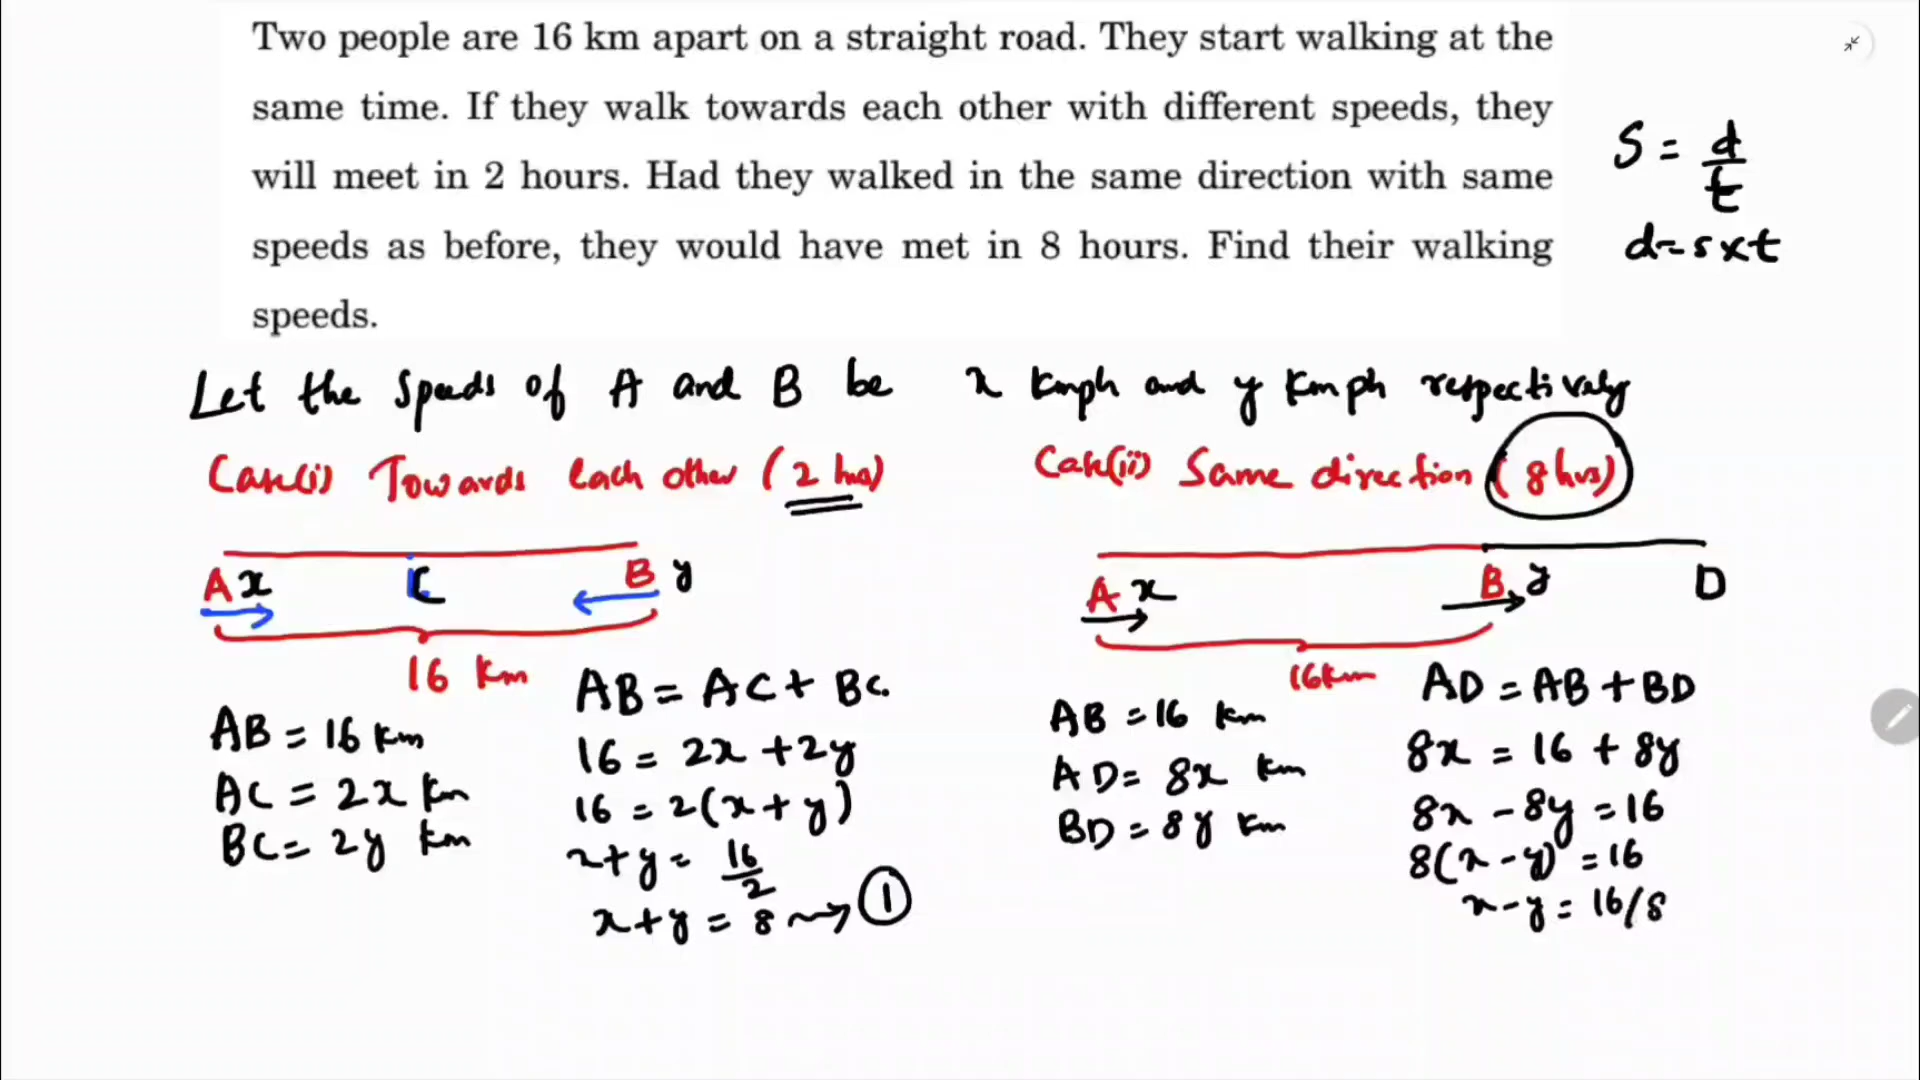 Two people are 16 km apart on a straight road. They start walking at the
same time. If they walk towards each other with different speeds, they
will meet in 2 hours. Had they walked in the same direction with same
speeds as before, they would have met in 8 hours. Find their walking
speeds.
S = d/t
d = s x t
Let the Speeds of A and B be x kmph and y kmph respectively
Case(i) Towards each other (2 hrs)
A x C B y
16 km
AB = 16 km
AC = 2x km
BC = 2y km
AB = AC + BC.
16 = 2x + 2y
16 = 2(x + y)
x + y = 16/2
x + y = 8 → ①
Case(ii) Same direction (8 hrs)
A x B y D
16 km
AB = 16 km
AD = 8x km
BD = 8y km
AD = AB + BD
8x = 16 + 8y
8x - 8y = 16
8(x - y) = 16
x - y = 16/8